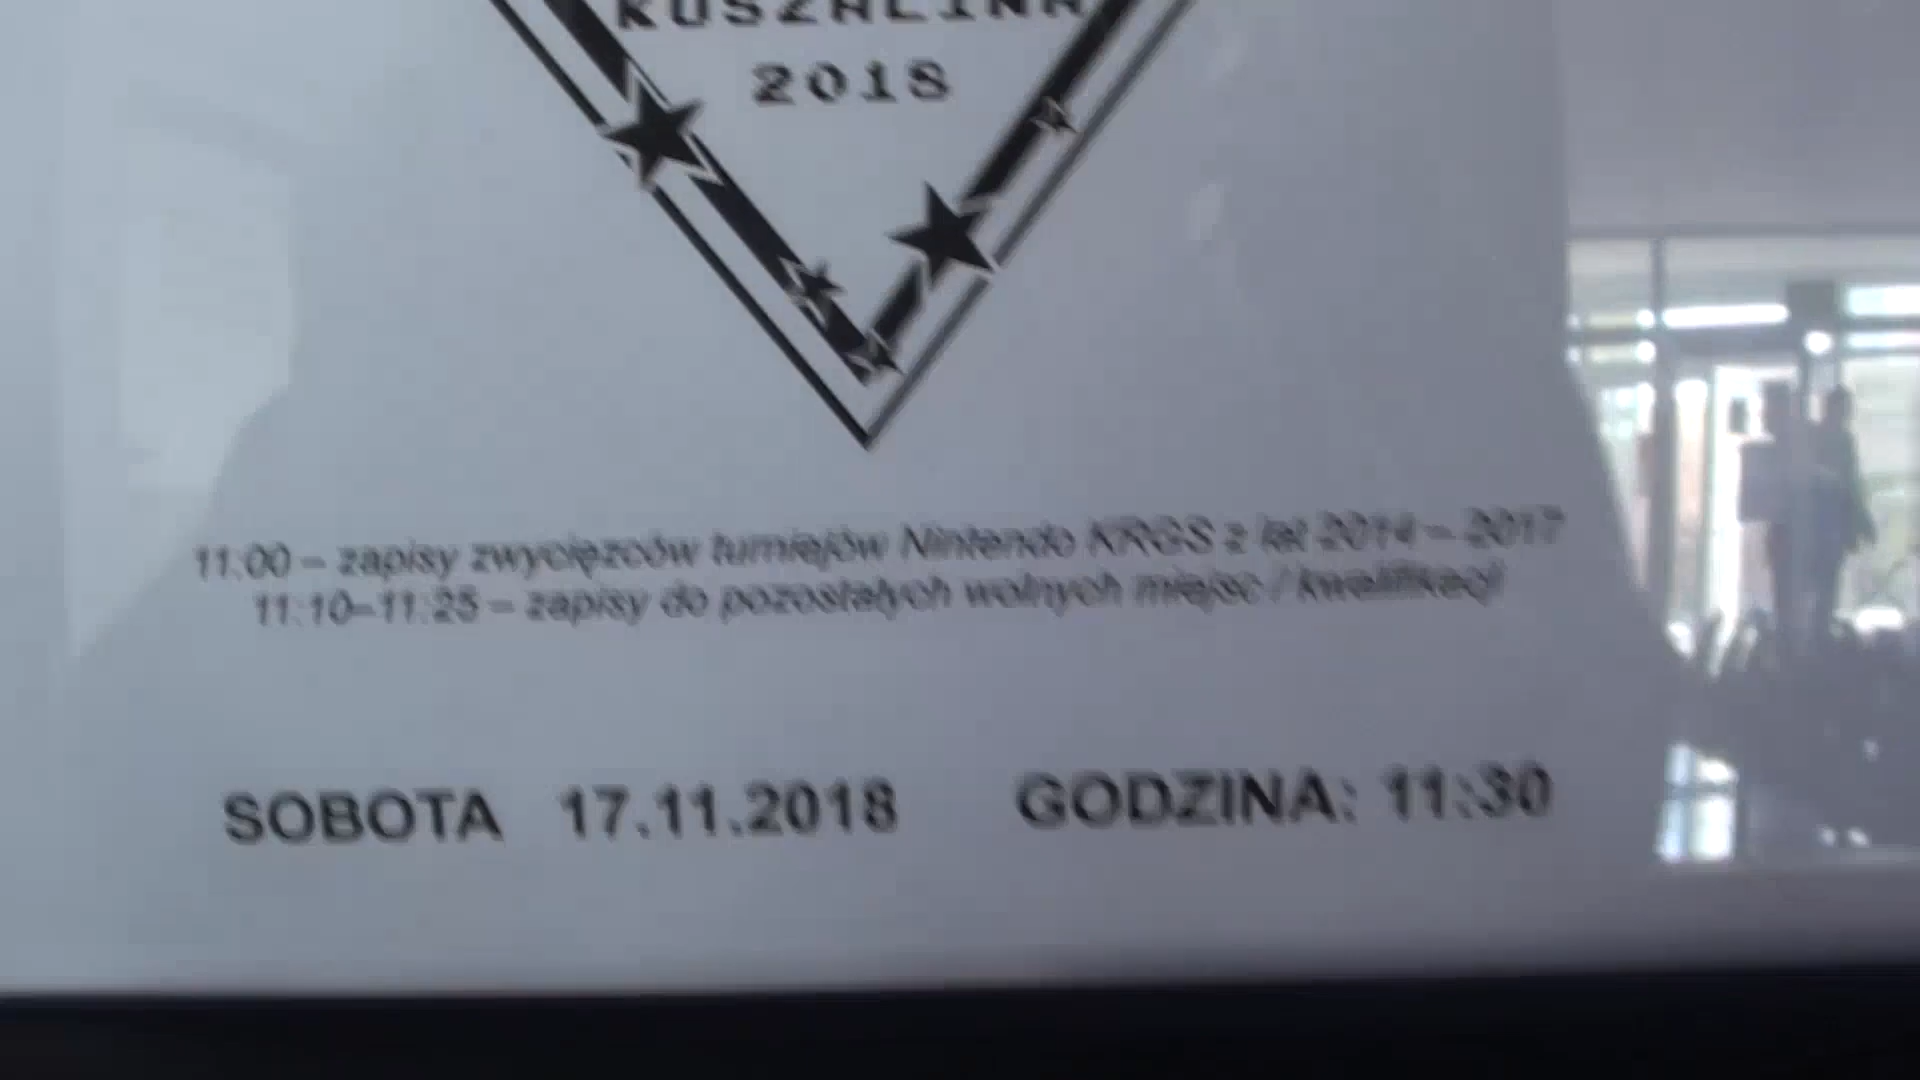 KOSZALINA
2018
11:00 – zapisy zwycięzców turniejów Nintendo KRGS z lat 2014 – 2017
11:10–11:25 – zapisy do pozostałych wolnych miejsc / kwalifikacji
SOBOTA 17.11.2018 GODZINA: 11:30